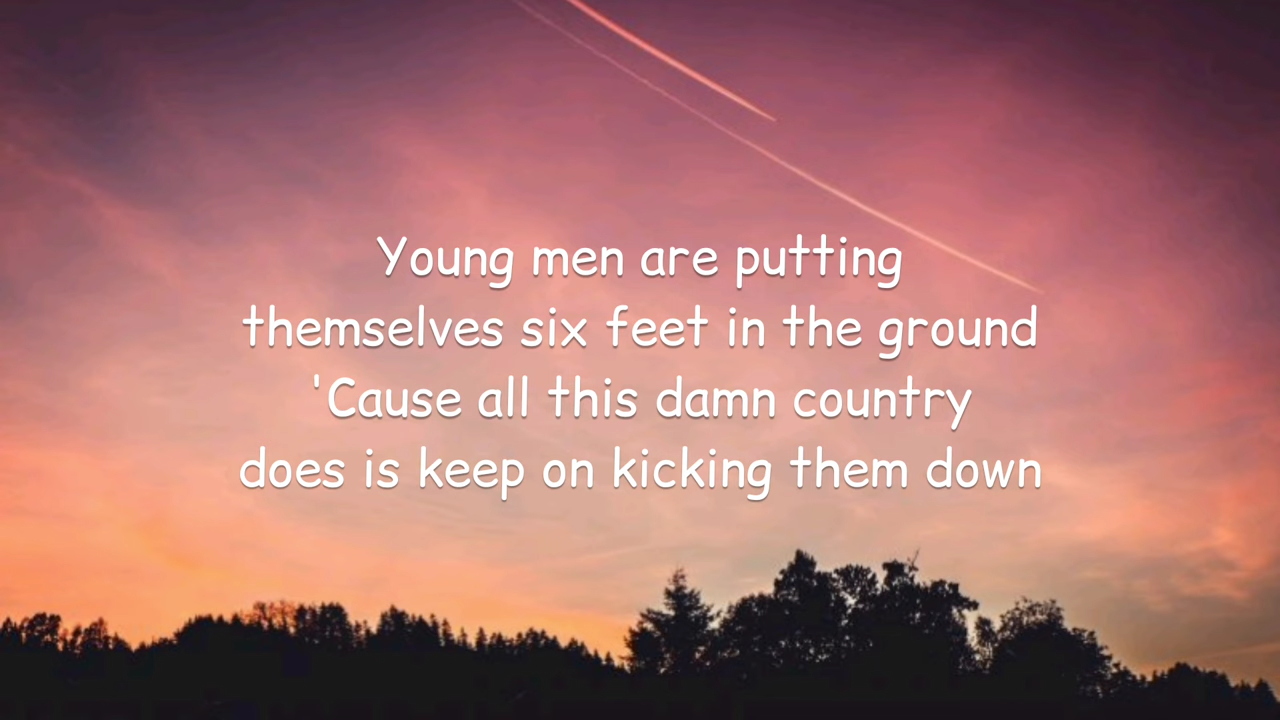 Young men are putting
themselves six feet in the ground
'Cause all this damn country
does is keep on kicking them down